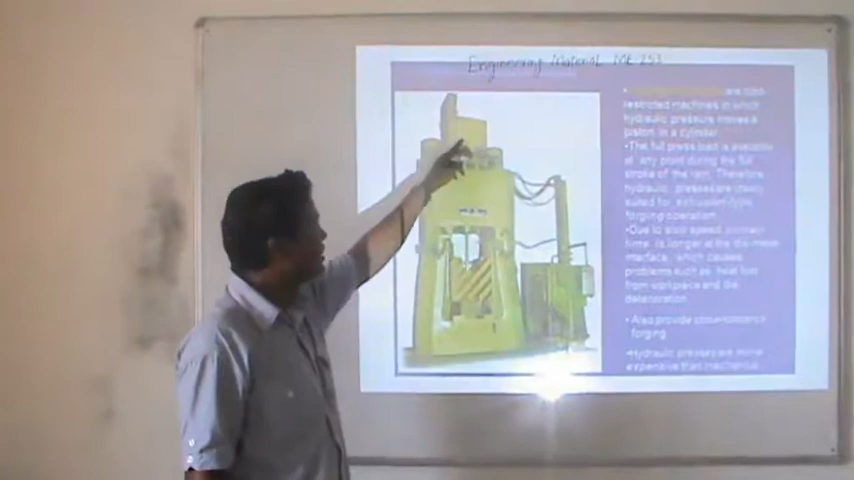 Engineering Material ME-251
• are load-
restricted machines in which
hydraulic pressure moves a
piston in a cylinder.
•The full press load is available
at any point during the full
stroke of the ram. Therefore
hydraulic presses are ideally
suited for extrusion-type
forging operation.
•Due to slow speed, contact
time is longer at the die-metal
interface, which causes
problems such as heat lost
from workpiece and die
deterioration.
• Also provide close-tolerance
forging.
•Hydraulic presses are more
expensive than mechanical